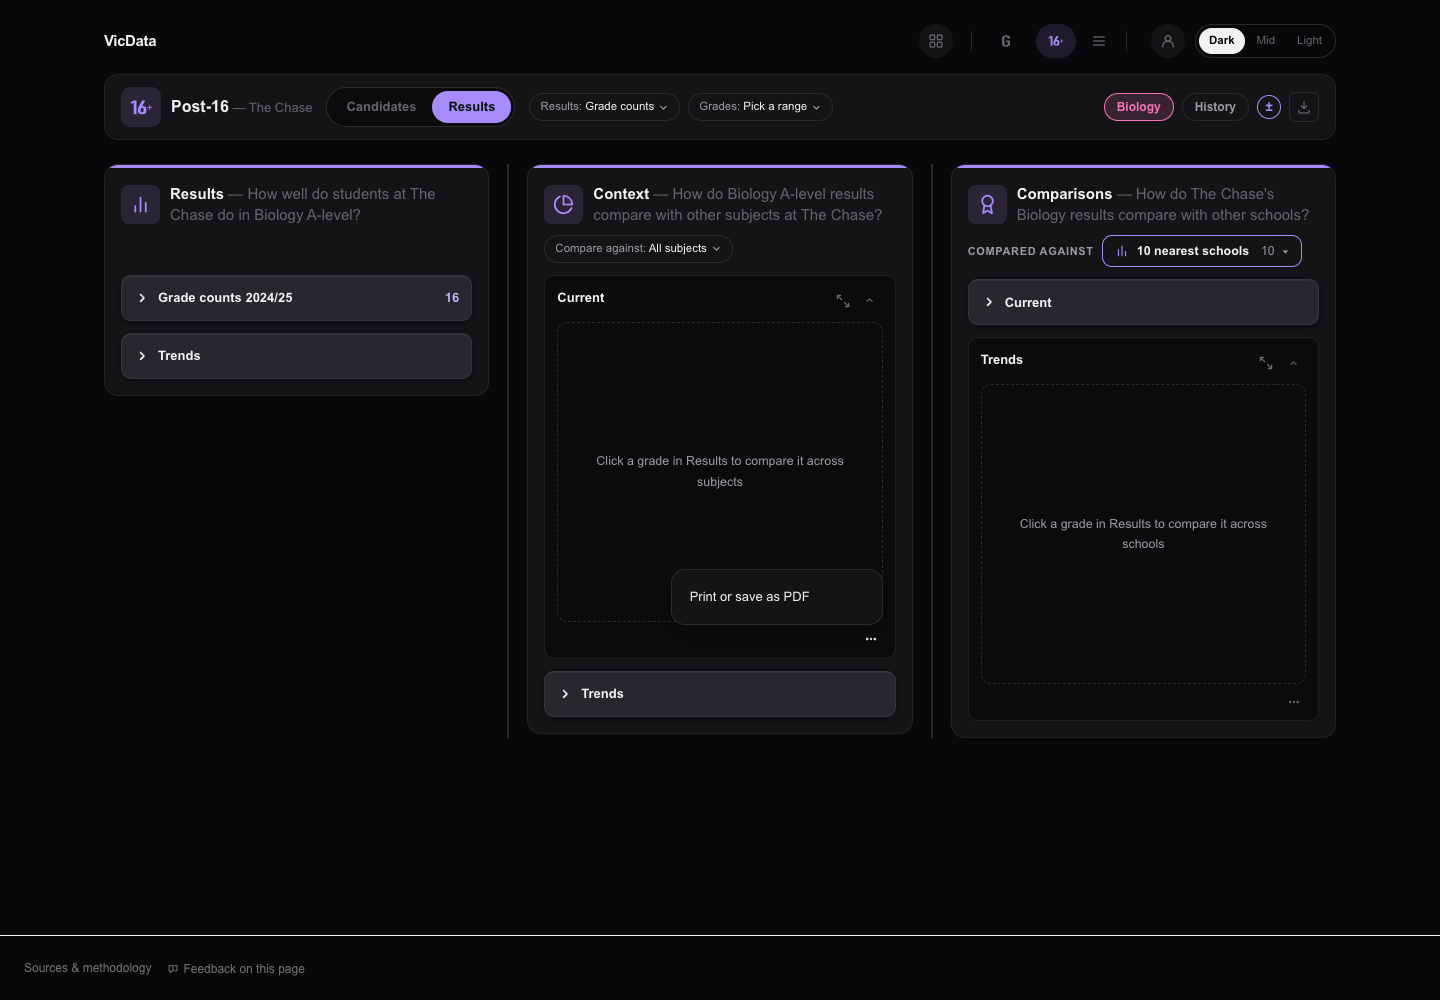 VicData
G
16+
Dark
Mid
Light
16+
Post-16 — The Chase
Candidates
Results
Results: Grade counts
Grades: Pick a range
Biology
History
±
Results — How well do students at The
Chase do in Biology A-level?
Grade counts 2024/25
16
Trends
Context — How do Biology A-level results
compare with other subjects at The Chase?
Compare against: All subjects
Current
Click a grade in Results to compare it across
subjects
Print or save as PDF
Trends
Comparisons — How do The Chase's
Biology results compare with other schools?
COMPARED AGAINST
10 nearest schools
10
Current
Trends
Click a grade in Results to compare it across
schools
Sources & methodology
Feedback on this page